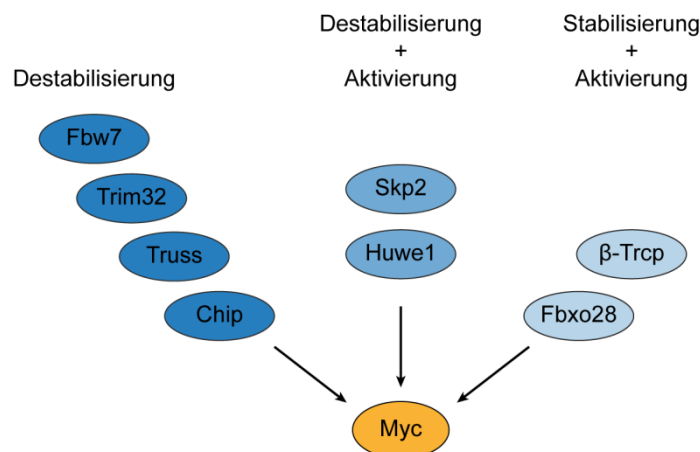 Destabilisierung
Destabilisierung
+
Aktivierung
Stabilisierung
+
Aktivierung
Fbw7
Trim32
Truss
Chip
Skp2
Huwe1
β-Trcp
Fbxo28
Myc